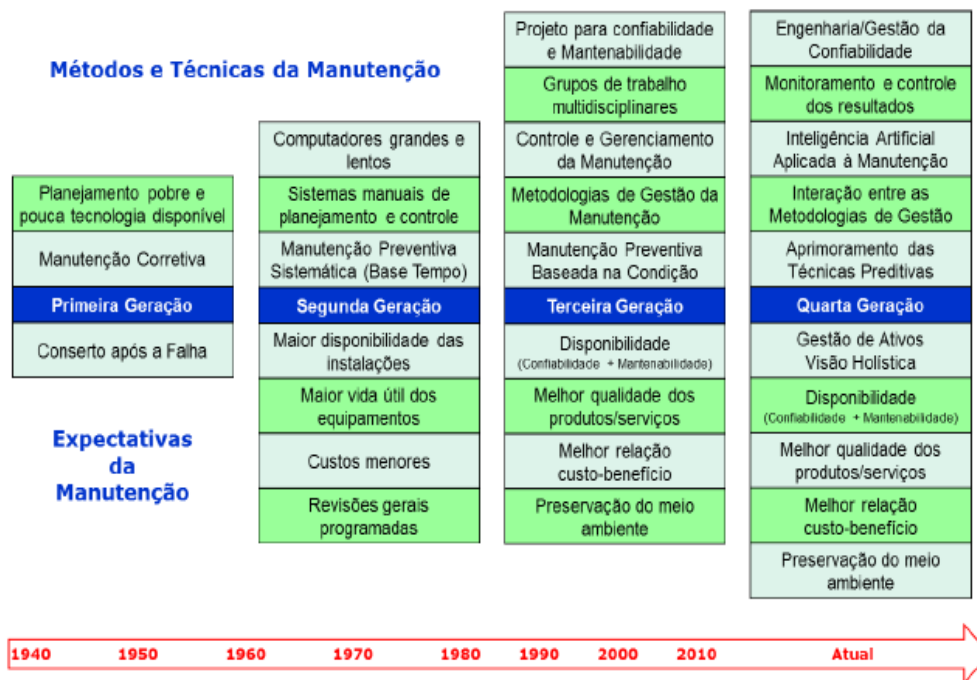 Métodos e Técnicas da Manutenção
Planejamento pobre e
pouca tecnologia disponível
Manutenção Corretiva
Primeira Geração
Conserto após a Falha
Expectativas
da
Manutenção
Computadores grandes e
lentos
Sistemas manuais de
planejamento e controle
Manutenção Preventiva
Sistemática (Base Tempo)
Segunda Geração
Maior disponibilidade das
instalações
Maior vida útil dos
equipamentos
Custos menores
Revisões gerais
programadas
Projeto para confiabilidade
e Mantenabilidade
Grupos de trabalho
multidisciplinares
Controle e Gerenciamento
da Manutenção
Metodologias de Gestão da
Manutenção
Manutenção Preventiva
Baseada na Condição
Terceira Geração
Disponibilidade
(Confiabilidade + Mantenabilidade)
Melhor qualidade dos
produtos/serviços
Melhor relação
custo-benefício
Preservação do meio
ambiente
Engenharia/Gestão da
Confiabilidade
Monitoramento e controle
dos resultados
Inteligência Artificial
Aplicada à Manutenção
Interação entre as
Metodologias de Gestão
Aprimoramento das
Técnicas Preditivas
Quarta Geração
Gestão de Ativos
Visão Holística
Disponibilidade
(Confiabilidade + Mantenabilidade)
Melhor qualidade dos
produtos/serviços
Melhor relação
custo-benefício
Preservação do meio
ambiente
1940 1950 1960 1970 1980 1990 2000 2010 Atual